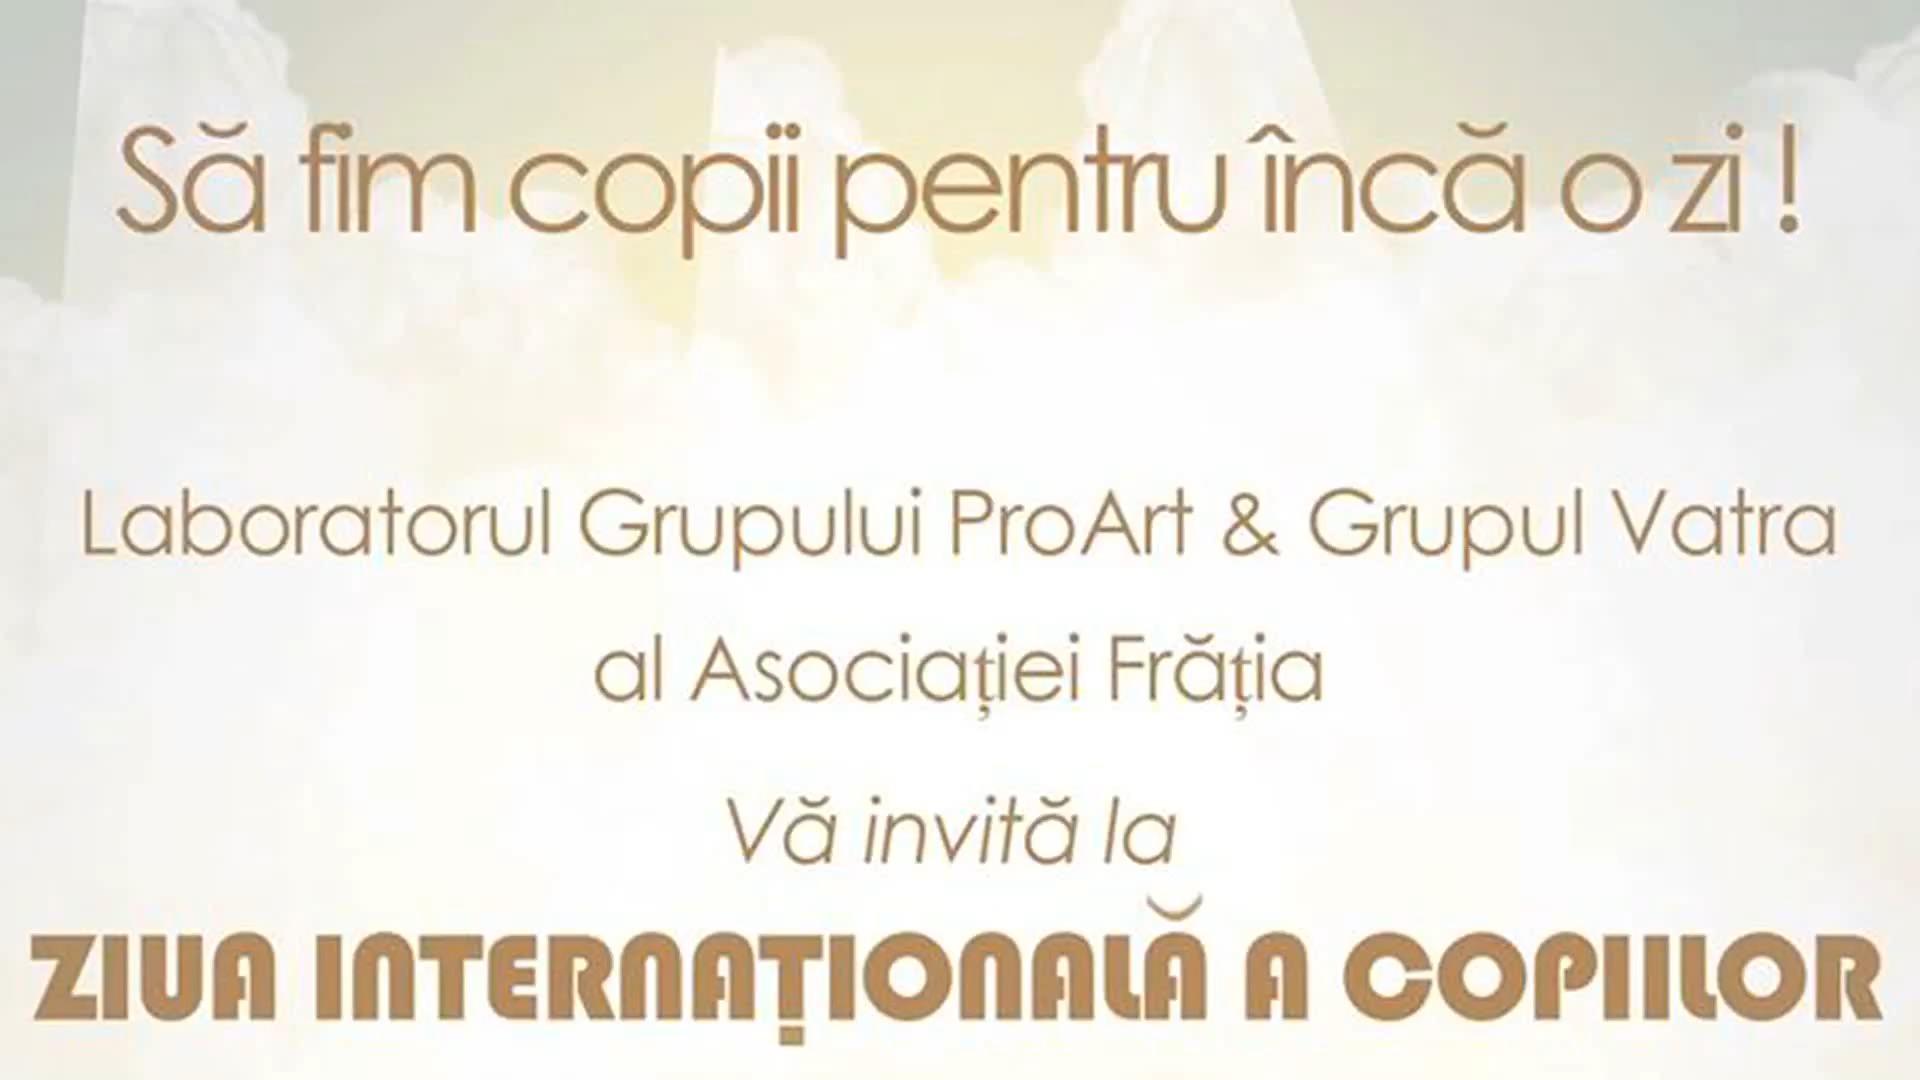 Să fim copii pentru încă o zi !
Laboratorul Grupului ProArt & Grupul Vatra
al Asociației Frăția
Vă invită la
ZIUA INTERNAȚIONALĂ A COPIILOR